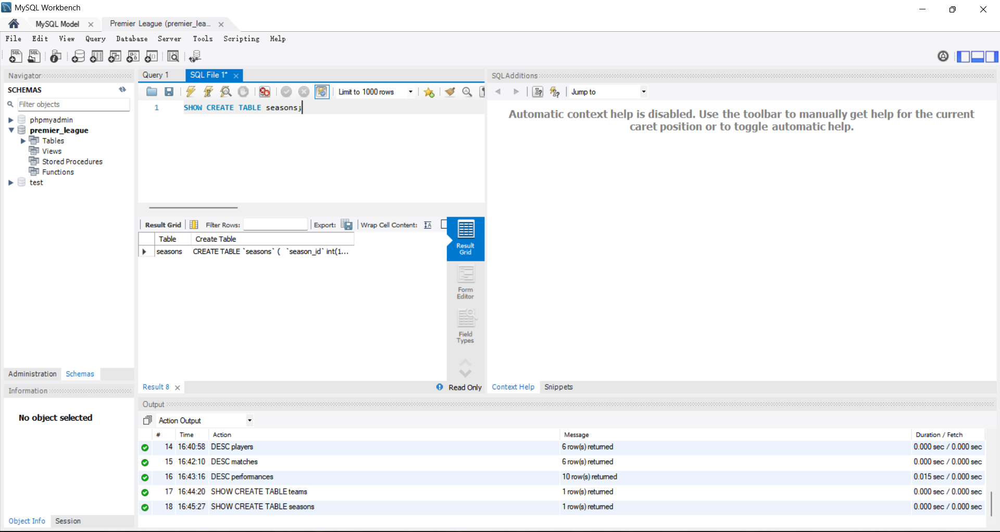 MySQL Workbench
MySQL Model
Premier League (premier_lea...
File Edit View Query Database Server Tools Scripting Help
Navigator
SCHEMAS
Filter objects
phpmyadmin
premier_league
Tables
Views
Stored Procedures
Functions
test
Administration Schemas
Information
No object selected
Object Info Session
Query 1 SQL File 1*
Limit to 1000 rows
1 SHOW CREATE TABLE seasons;
Result Grid Filter Rows: Export: Wrap Cell Content:
Table Create Table
seasons CREATE TABLE `seasons` ( `season_id` int(1...
Result
Grid
Form
Editor
Field
Types
Result 8 Read Only
SQLAdditions
Jump to
Automatic context help is disabled. Use the toolbar to manually get help for the current
caret position or to toggle automatic help.
Context Help Snippets
Output
Action Output
# Time Action Message Duration / Fetch
14 16:40:58 DESC players 6 row(s) returned 0.000 sec / 0.000 sec
15 16:42:10 DESC matches 6 row(s) returned 0.000 sec / 0.000 sec
16 16:43:16 DESC performances 10 row(s) returned 0.015 sec / 0.000 sec
17 16:44:20 SHOW CREATE TABLE teams 1 row(s) returned 0.000 sec / 0.000 sec
18 16:45:27 SHOW CREATE TABLE seasons 1 row(s) returned 0.000 sec / 0.000 sec